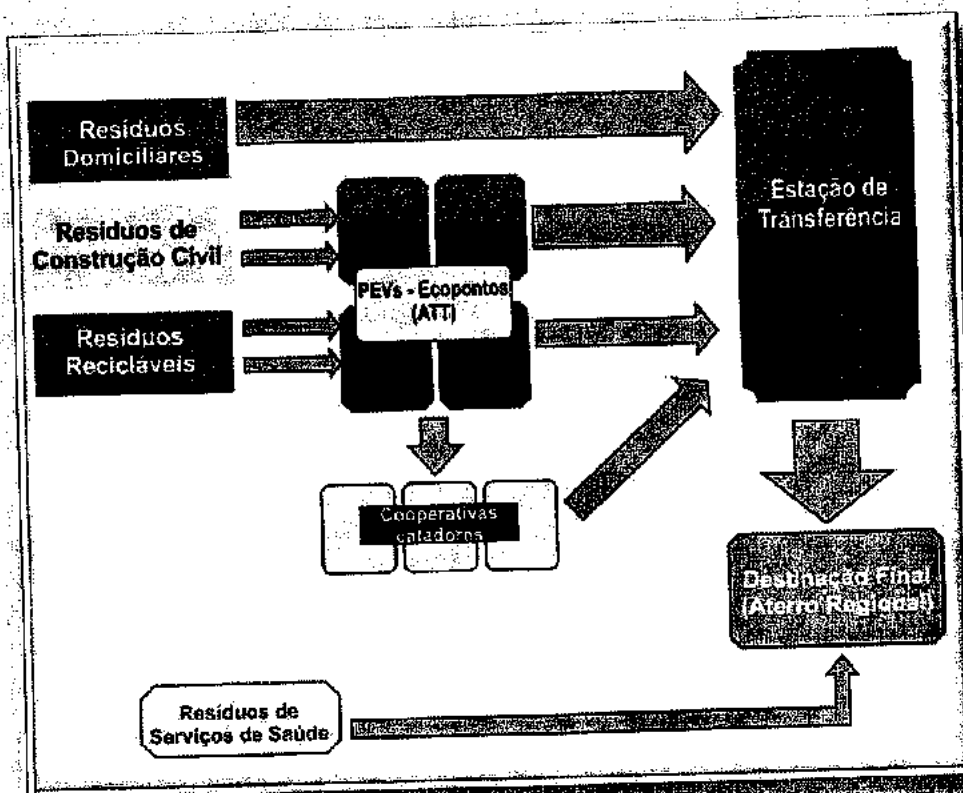 Resíduos
Domiciliares
Resíduos de
Construção Civil
Resíduos
Recicláveis
PEVs - Ecopontos
(ATT)
Cooperativas
catadores
Estação de
Transferência
Destinação Final
(Aterro Regional)
Resíduos de
Serviços de Saúde